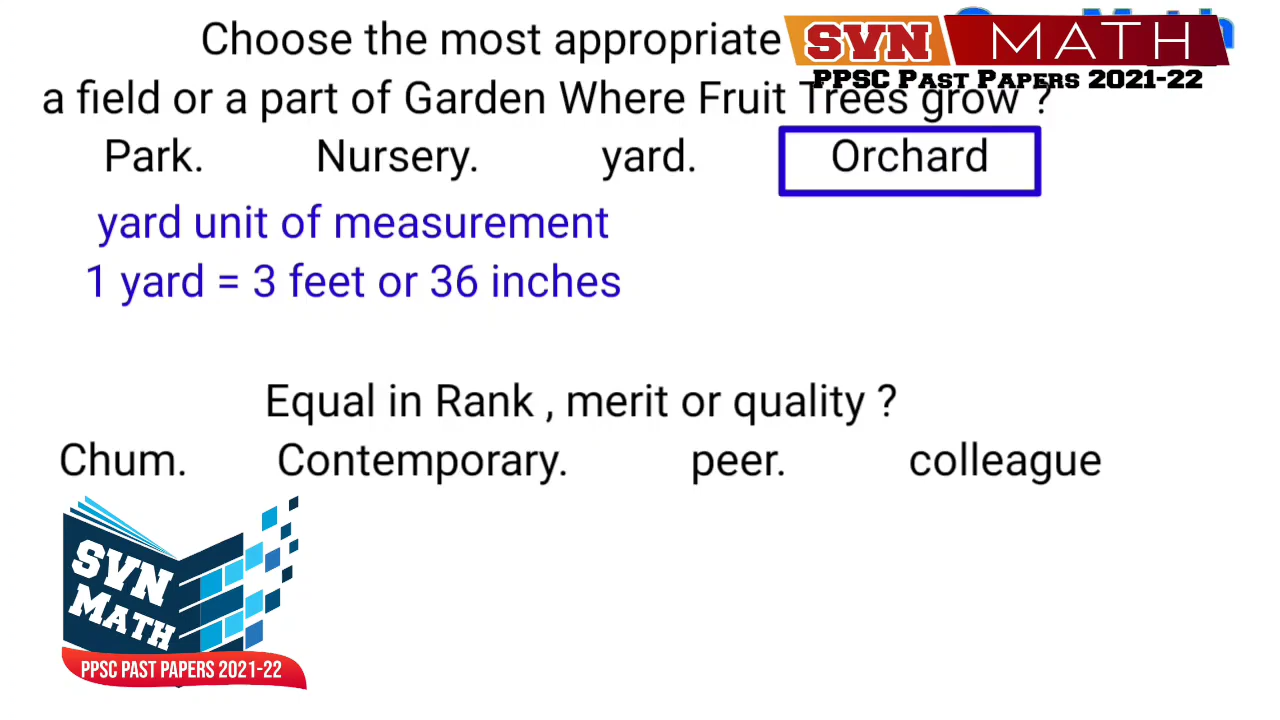 Choose the most appropriate
SVN MATH
PPSC PAST PAPERS 2021-22
a field or a part of Garden Where Fruit Trees grow ?
Park. Nursery. yard. Orchard
yard unit of measurement
1 yard = 3 feet or 36 inches
Equal in Rank , merit or quality ?
Chum. Contemporary. peer. colleague
SVN
MATH
PPSC PAST PAPERS 2021-22